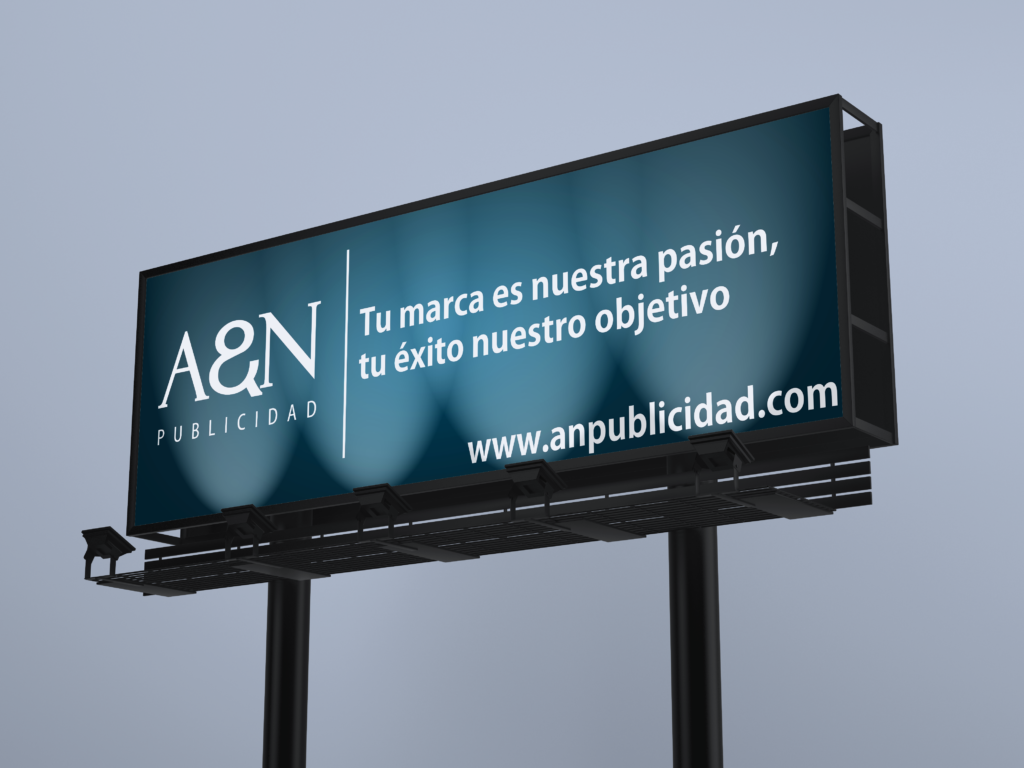 A&N
PUBLICIDAD
Tu marca es nuestra pasión,
tu éxito nuestro objetivo
www.anpublicidad.com